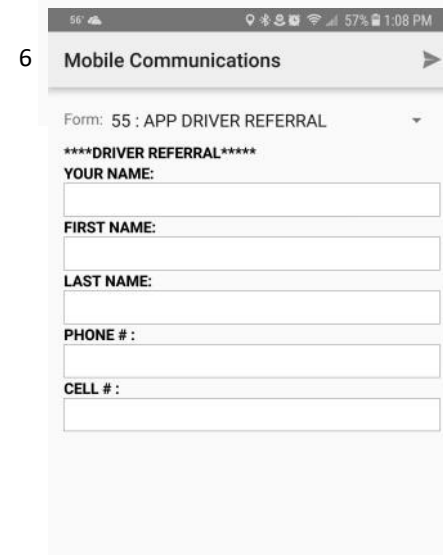 56° 57% 1:08 PM
6
Mobile Communications
Form: 55 : APP DRIVER REFERRAL
****DRIVER REFERRAL*****
YOUR NAME:
FIRST NAME:
LAST NAME:
PHONE # :
CELL # :